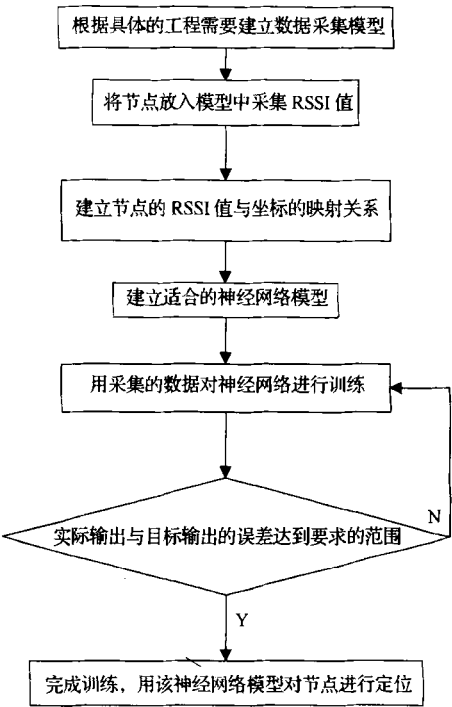 根据具体的工程需要建立数据采集模型
将节点放入模型中采集 RSSI 值
建立节点的 RSSI 值与坐标的映射关系
建立适合的神经网络模型
用采集的数据对神经网络进行训练
实际输出与目标输出的误差达到要求的范围
N
Y
完成训练，用该神经网络模型对节点进行定位